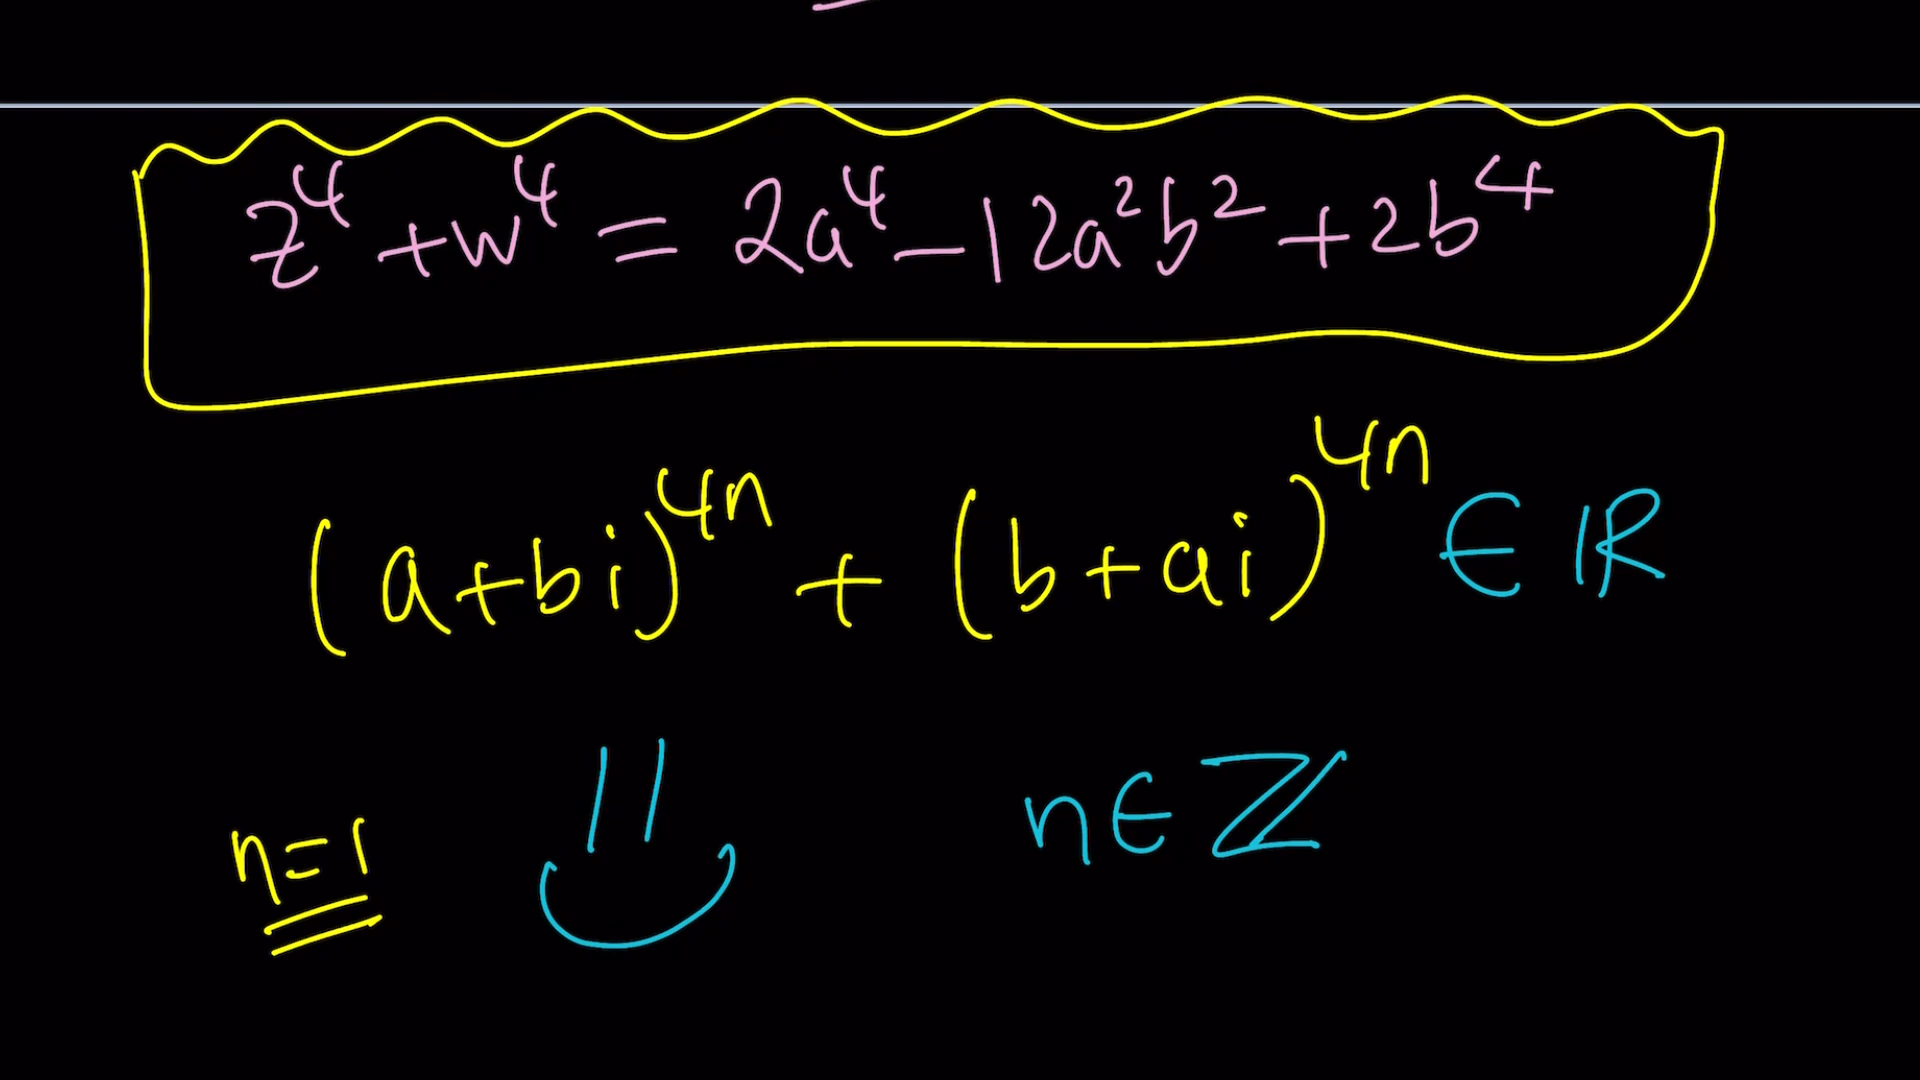 z⁴ + w⁴ = 2a⁴ – 12a²b² + 2b⁴
(a+bi)⁴ⁿ + (b+ai)⁴ⁿ ∈ ℝ
n=1 n∈ℤ